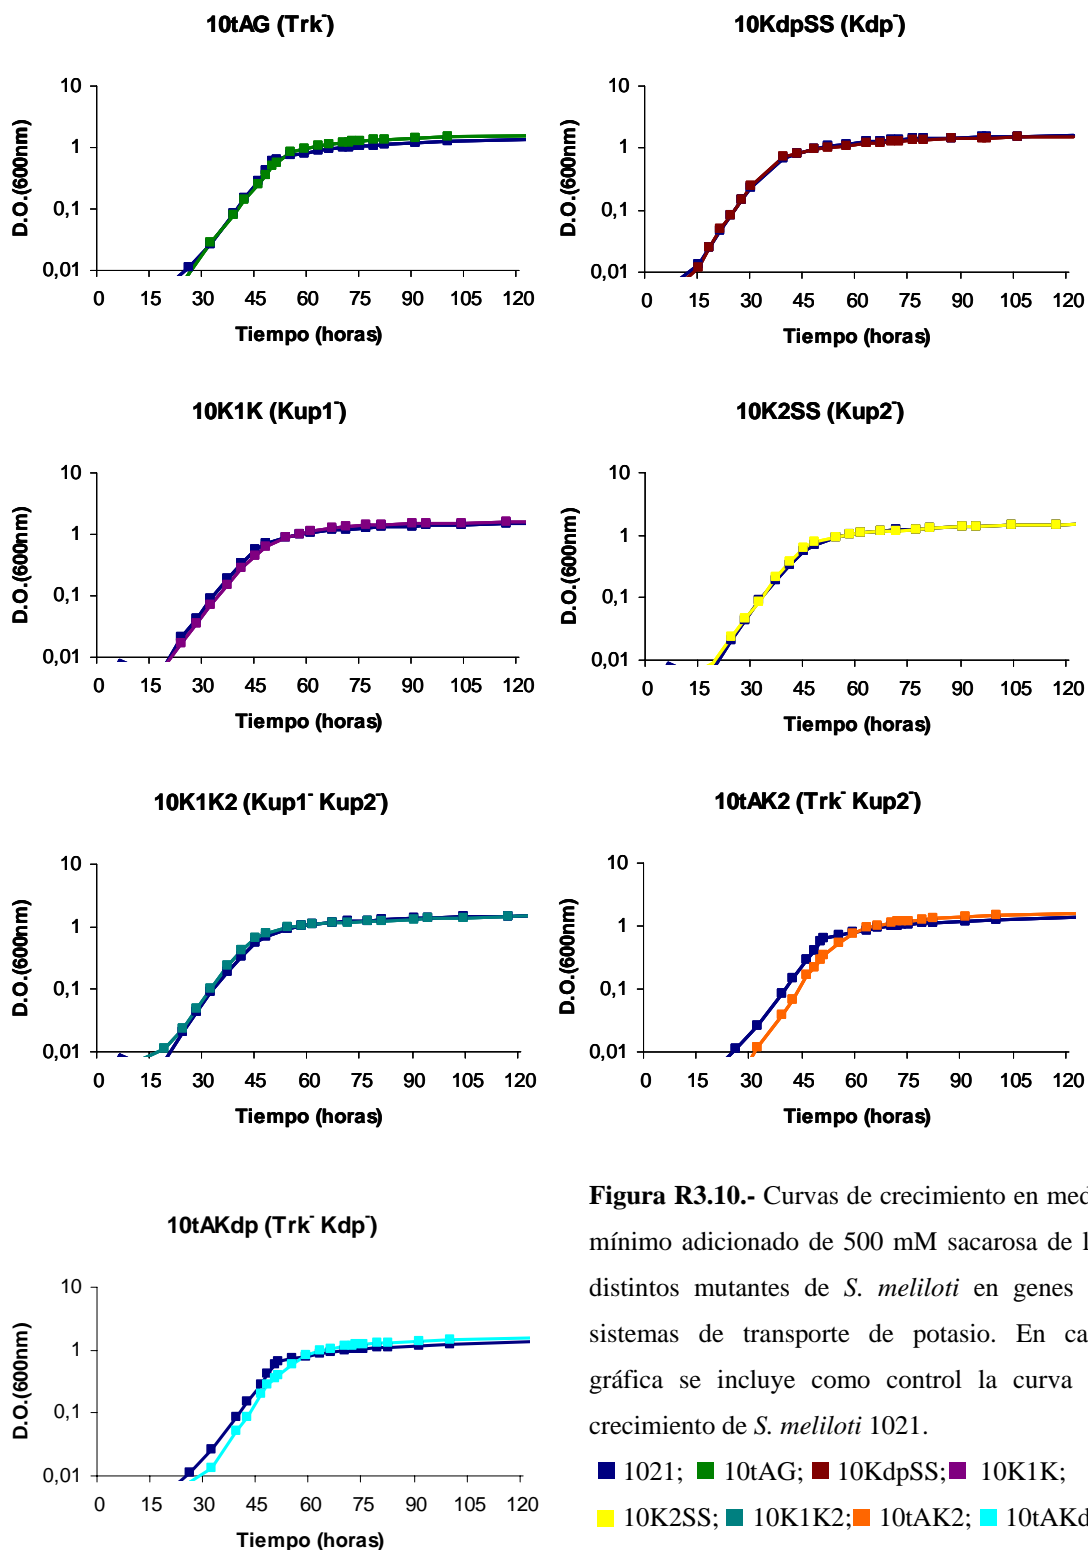 10tAG (Trk⁻)
10
1
0,1
0,01
D.O.(600nm)
0 15 30 45 60 75 90 105 120
Tiempo (horas)
10KdpSS (Kdp⁻)
10
1
0,1
0,01
D.O.(600nm)
0 15 30 45 60 75 90 105 120
Tiempo (horas)
10K1K (Kup1⁻)
10
1
0,1
0,01
D.O.(600nm)
0 15 30 45 60 75 90 105 120
Tiempo (horas)
10K2SS (Kup2⁻)
10
1
0,1
0,01
D.O.(600nm)
0 15 30 45 60 75 90 105 120
Tiempo (horas)
10K1K2 (Kup1⁻ Kup2⁻)
10
1
0,1
0,01
D.O.(600nm)
0 15 30 45 60 75 90 105 120
Tiempo (horas)
10tAK2 (Trk⁻ Kup2⁻)
10
1
0,1
0,01
D.O.(600nm)
0 15 30 45 60 75 90 105 120
Tiempo (horas)
10tAKdp (Trk⁻ Kdp⁻)
10
1
0,1
0,01
D.O.(600nm)
0 15 30 45 60 75 90 105 120
Tiempo (horas)
Figura R3.10.- Curvas de crecimiento en med
mínimo adicionado de 500 mM sacarosa de l
distintos mutantes de S. meliloti en genes
sistemas de transporte de potasio. En ca
gráfica se incluye como control la curva
crecimiento de S. meliloti 1021.
1021; 10tAG; 10KdpSS; 10K1K;
10K2SS; 10K1K2; 10tAK2; 10tAKd